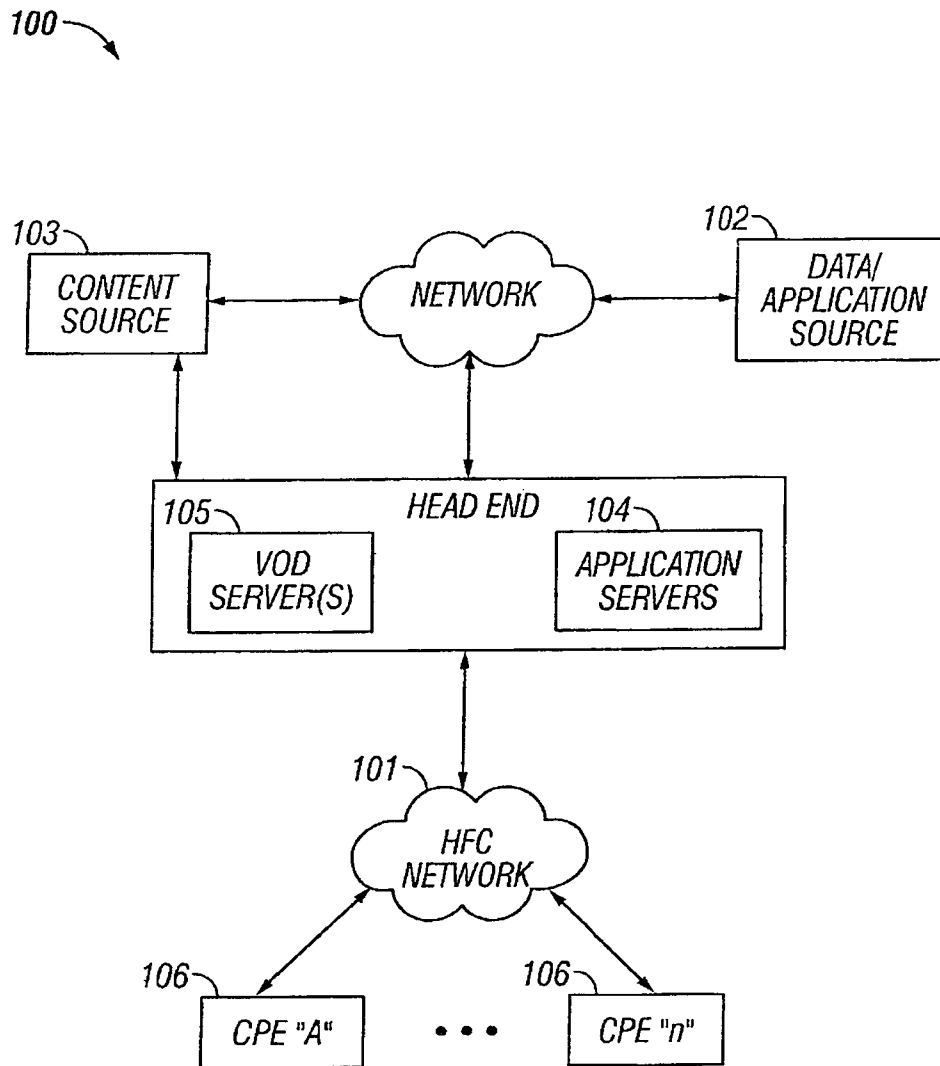 100
103
CONTENT
SOURCE
NETWORK
102
DATA/
APPLICATION
SOURCE
HEAD END
105
VOD
SERVER(S)
104
APPLICATION
SERVERS
101
HFC
NETWORK
106
CPE "A"
• • •
106
CPE "n"